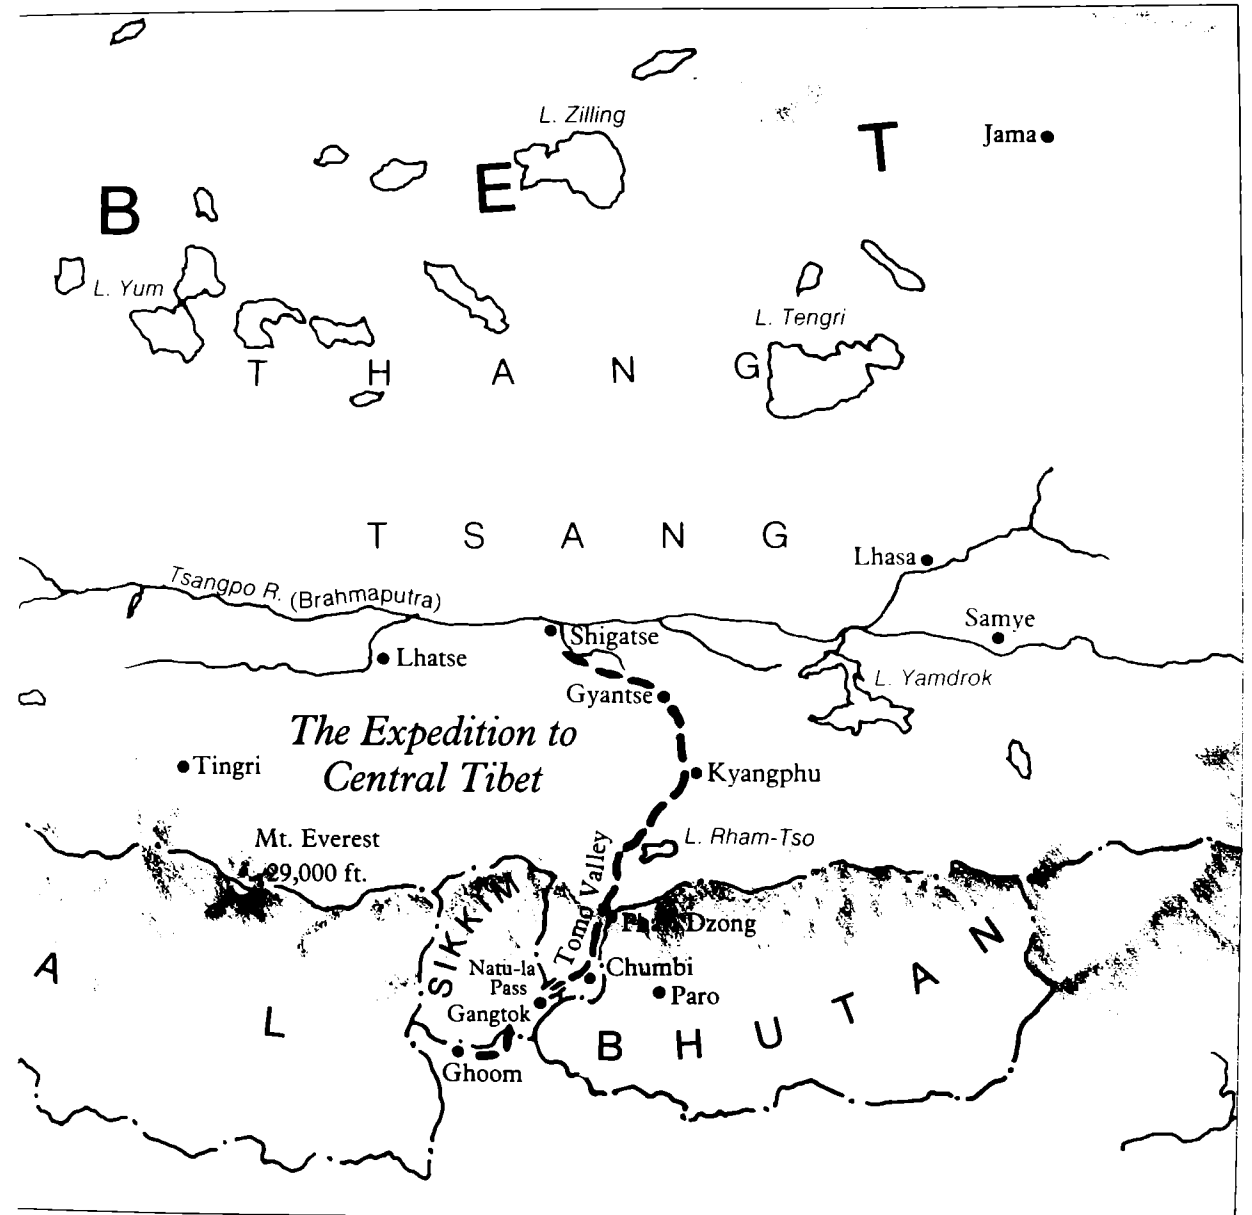 L. Zilling
T
Jama
B
E
L. Yum
L. Tengri
T H A N G
T S A N G
Lhasa
Tsangpo R. (Brahmaputra)
Samye
Shigatse
Lhatse
L. Yamdrok
Gyantse
The Expedition to
Central Tibet
Tingri
Kyangphu
Mt. Everest
29,000 ft.
L. Rham-Tso
Tomo Valley
SIKKIM
Dzong
Natu-la
Pass
Chumbi
Paro
Gangtok
A L
BHUTAN
Ghoom